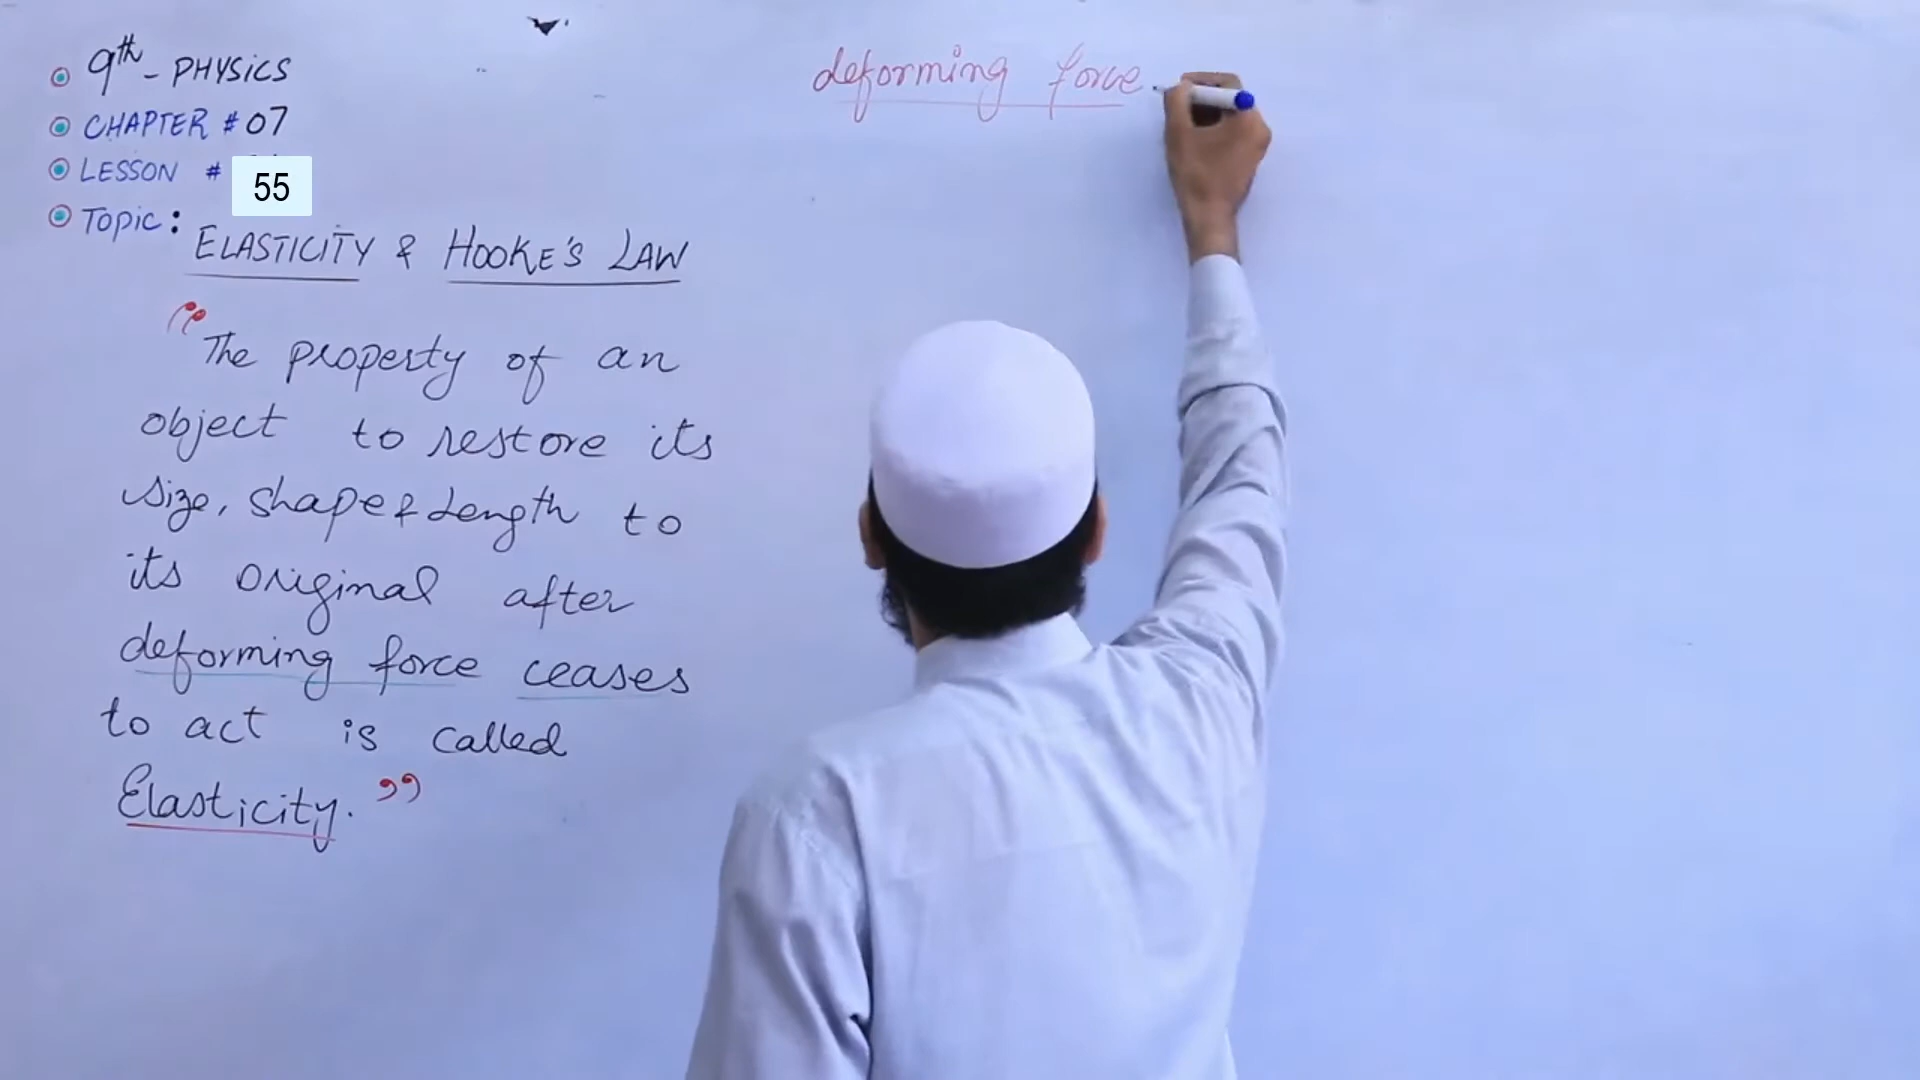 9th - PHYSICS
CHAPTER # 07
LESSON # 55
TOPIC:
ELASTICITY & HOOKE'S LAW
"The property of an
object to restore its
size, shape & Length to
its original after
deforming force ceases
to act is called
Elasticity."
deforming force